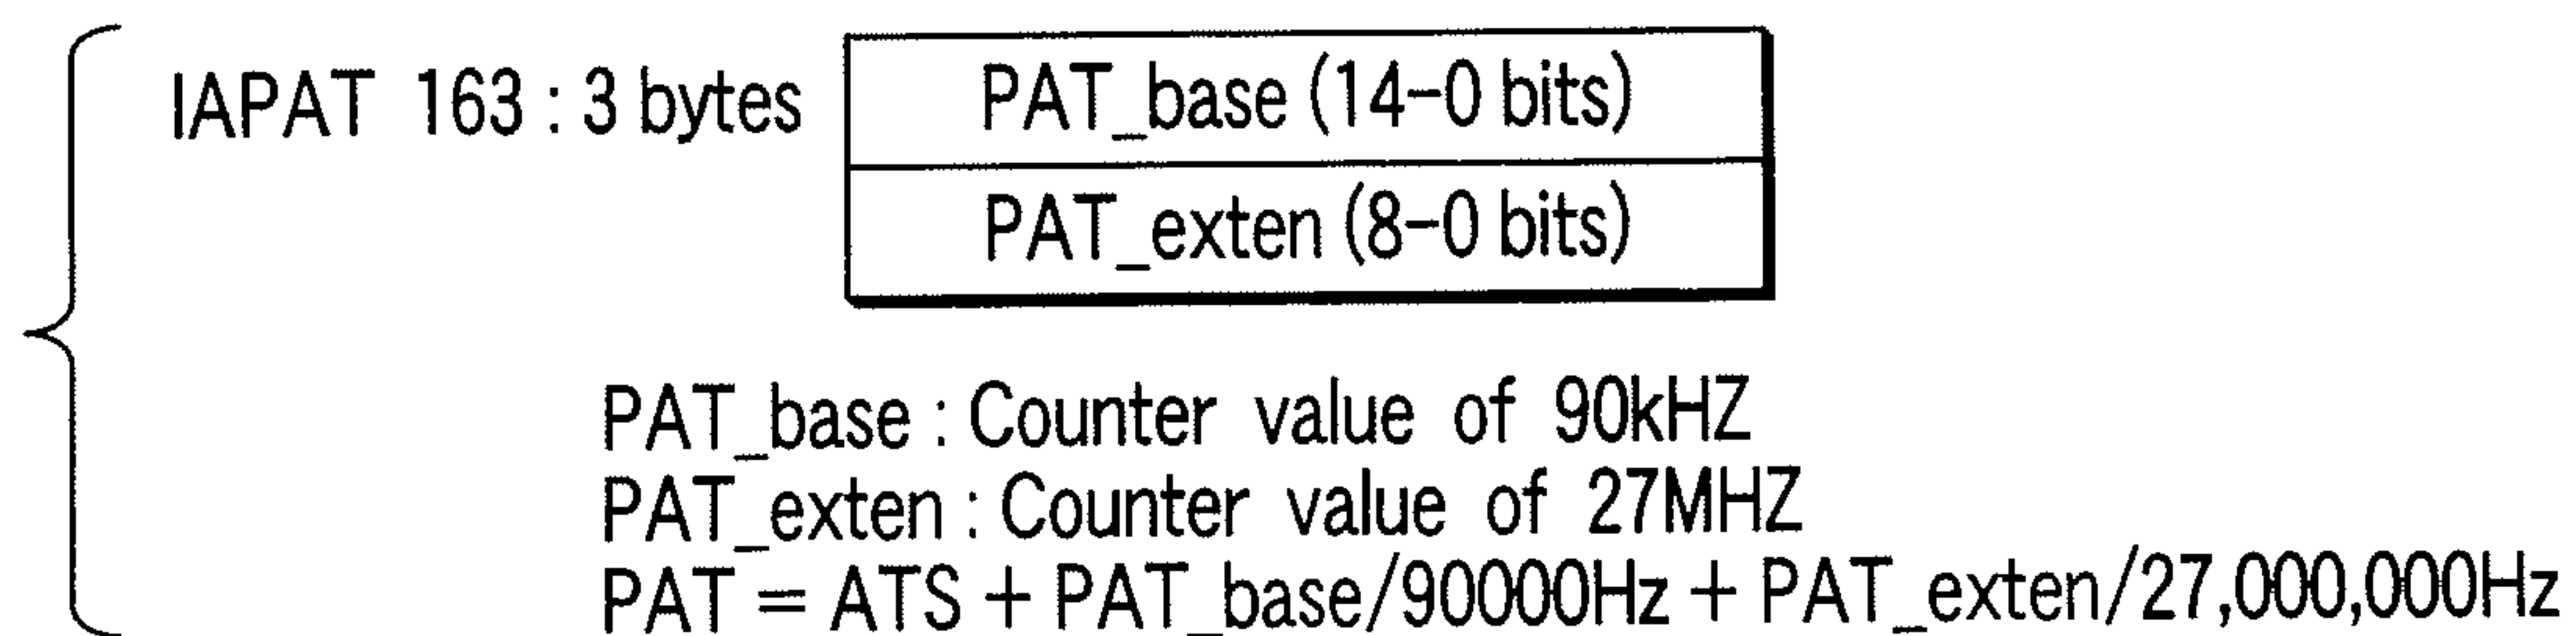 IAPAT 163 : 3 bytes PAT_base (14-0 bits)
PAT_exten (8-0 bits)
PAT_base : Counter value of 90kHZ
PAT_exten : Counter value of 27MHZ
PAT = ATS + PAT_base/90000Hz + PAT_exten/27,000,000Hz